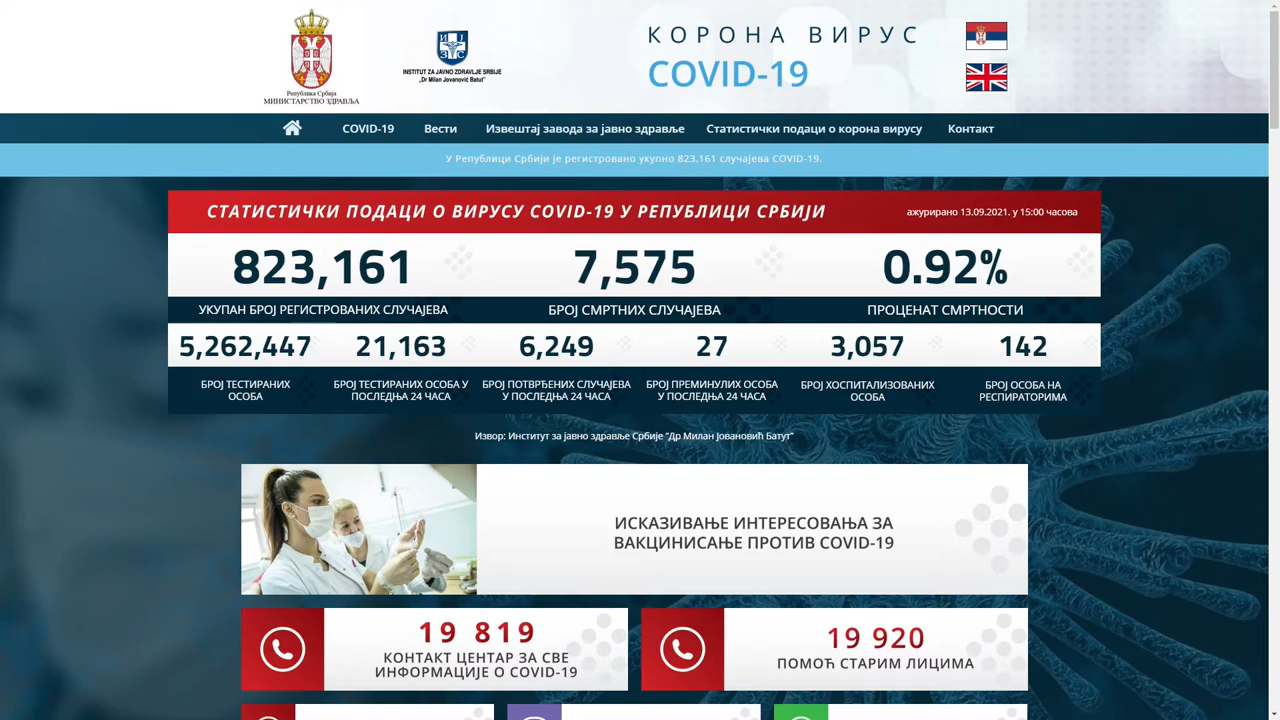 Република Србија
МИНИСТАРСТВО ЗДРАВЉА
ИЈ
ЗС
INSTITUT ZA JAVNO ZDRAVLJE SRBIJE
„Dr Milan Jovanović Batut“
КОРОНА ВИРУС
COVID-19
COVID-19 Вести Извештај завода за јавно здравље Статистички подаци о корона вирусу Контакт
У Републици Србији је регистровано укупно 823,161 случајева COVID-19.
СТАТИСТИЧКИ ПОДАЦИ О ВИРУСУ COVID-19 У РЕПУБЛИЦИ СРБИЈИ
ажурирано 13.09.2021. у 15:00 часова
823,161 7,575 0.92%
УКУПАН БРОЈ РЕГИСТРОВАНИХ СЛУЧАЈЕВА БРОЈ СМРТНИХ СЛУЧАЈЕВА ПРОЦЕНАТ СМРТНОСТИ
5,262,447 21,163 6,249 27 3,057 142
БРОЈ ТЕСТИРАНИХ
ОСОБА
БРОЈ ТЕСТИРАНИХ ОСОБА У
ПОСЛЕДЊА 24 ЧАСА
БРОЈ ПОТВРЂЕНИХ СЛУЧАЈЕВА
У ПОСЛЕДЊА 24 ЧАСА
БРОЈ ПРЕМИНУЛИХ ОСОБА
У ПОСЛЕДЊА 24 ЧАСА
БРОЈ ХОСПИТАЛИЗОВАНИХ
ОСОБА
БРОЈ ОСОБА НА
РЕСПИРАТОРИМА
Извор: Институт за јавно здравље Србије "Др Милан Јовановић Батут"
ИСКАЗИВАЊЕ ИНТЕРЕСОВАЊА ЗА
ВАКЦИНИСАЊЕ ПРОТИВ COVID-19
19 819
КОНТАКТ ЦЕНТАР ЗА СВЕ
ИНФОРМАЦИЈЕ О COVID-19
19 920
ПОМОЋ СТАРИМ ЛИЦИМА